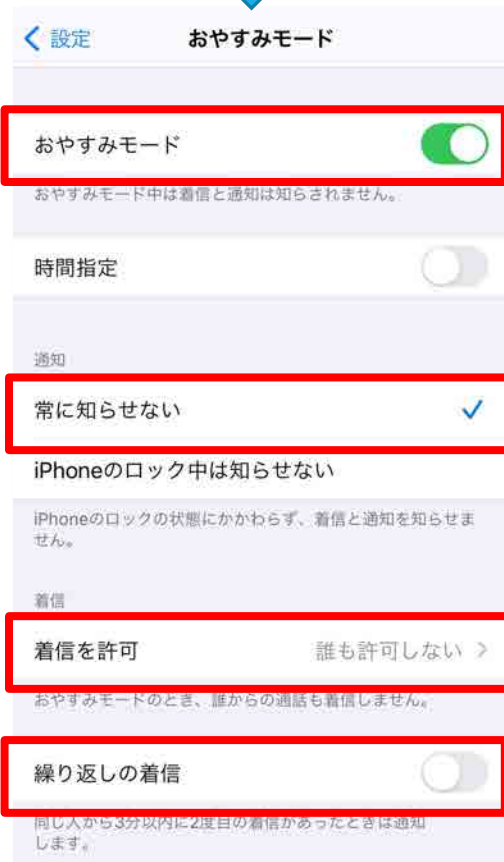 設定
おやすみモード
おやすみモード
おやすみモード中は着信と通知は知らされません。
時間指定
通知
常に知らせない
iPhoneのロック中は知らせない
iPhoneのロックの状態にかかわらず、着信と通知を知らせま
せん。
着信
着信を許可 誰も許可しない
おやすみモードのとき、誰からの通話も着信しません。
繰り返しの着信
同じ人から3分以内に2度目の着信があったときは通知
します。